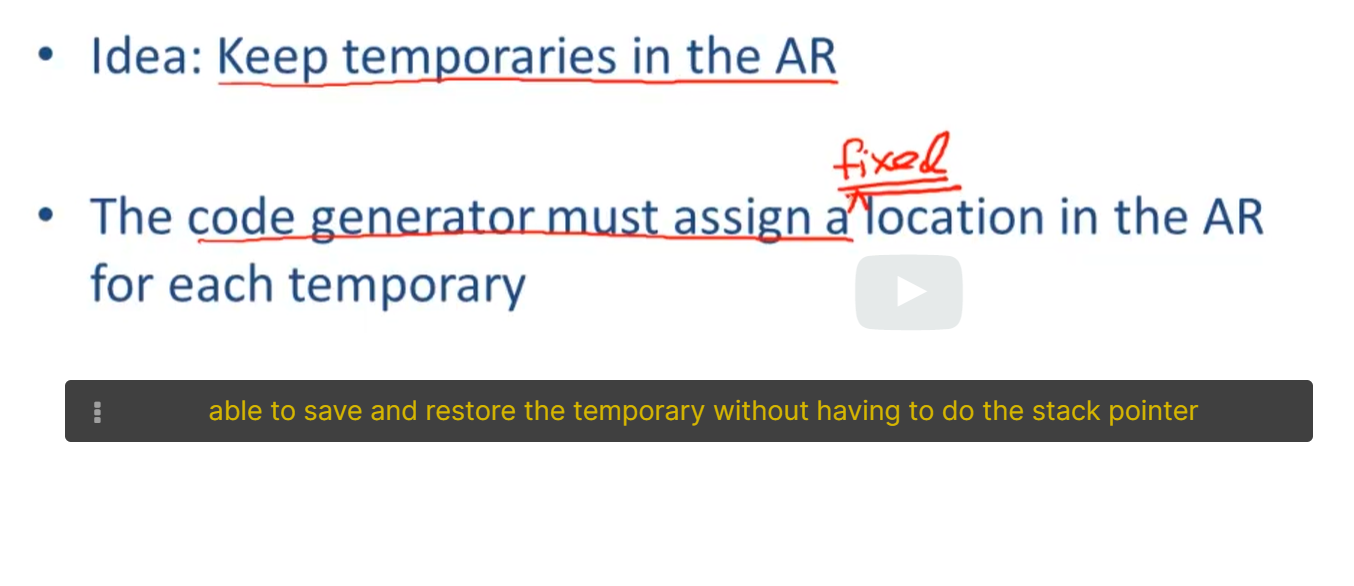 • Idea: Keep temporaries in the AR
fixed
• The code generator must assign a location in the AR
for each temporary
able to save and restore the temporary without having to do the stack pointer